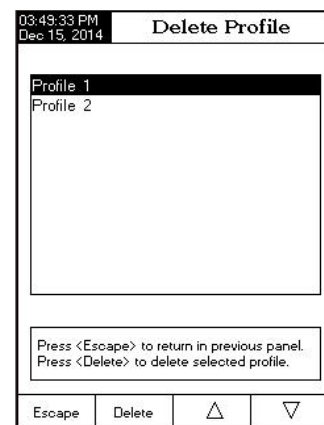 03:49:33 PM
Dec 15, 2014
Delete Profile
Profile 1
Profile 2
Press <Escape> to return in previous panel.
Press <Delete> to delete selected profile.
Escape
Delete